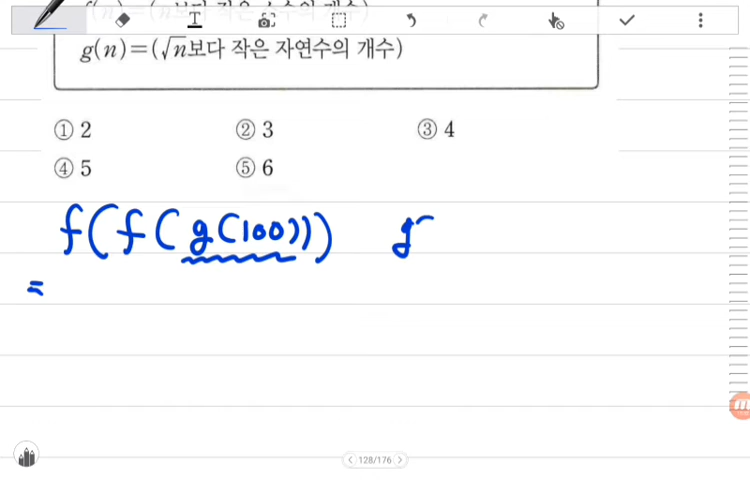 g(n)=(√n보다 작은 자연수의 개수)
① 2 ② 3 ③ 4
④ 5 ⑤ 6
f(f(g(100))) g
=
128/176